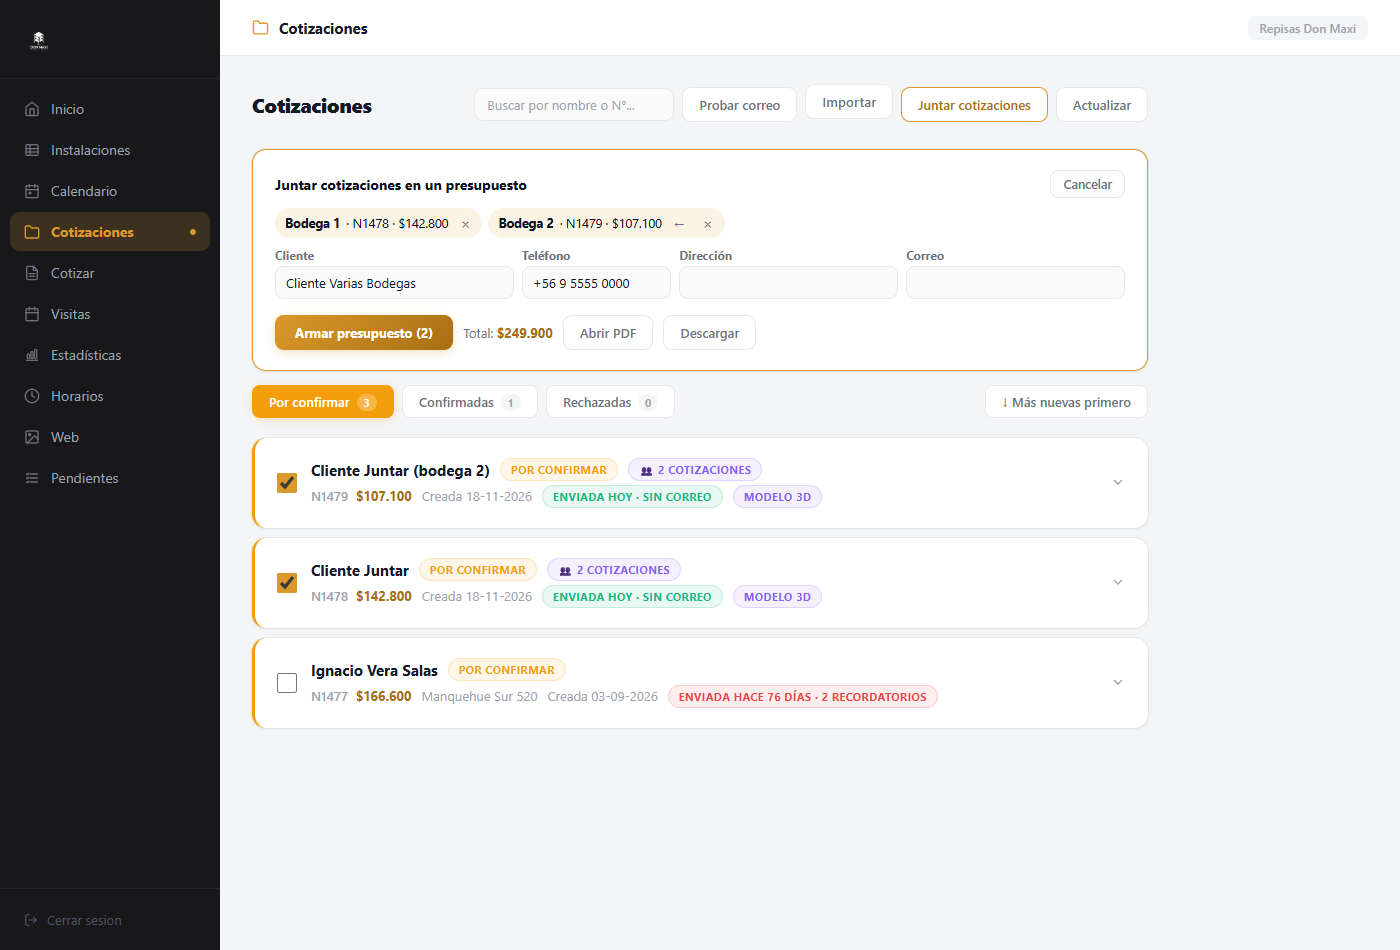 DON MAXI
Inicio
Instalaciones
Calendario
Cotizaciones
Cotizar
Visitas
Estadísticas
Horarios
Web
Pendientes
Cerrar sesion
Cotizaciones
Repisas Don Maxi
Cotizaciones
Buscar por nombre o N°...
Probar correo
Importar
Juntar cotizaciones
Actualizar
Juntar cotizaciones en un presupuesto
Cancelar
Bodega 1 · N1478 · $142.800 ×
Bodega 2 · N1479 · $107.100 ← ×
Cliente
Teléfono
Dirección
Correo
Cliente Varias Bodegas
+56 9 5555 0000
Armar presupuesto (2)
Total: $249.900
Abrir PDF
Descargar
Por confirmar 3
Confirmadas 1
Rechazadas 0
↓ Más nuevas primero
Cliente Juntar (bodega 2) POR CONFIRMAR 👥 2 COTIZACIONES
N1479 $107.100 Creada 18-11-2026 ENVIADA HOY · SIN CORREO MODELO 3D
Cliente Juntar POR CONFIRMAR 👥 2 COTIZACIONES
N1478 $142.800 Creada 18-11-2026 ENVIADA HOY · SIN CORREO MODELO 3D
Ignacio Vera Salas POR CONFIRMAR
N1477 $166.600 Manquehue Sur 520 Creada 03-09-2026 ENVIADA HACE 76 DÍAS · 2 RECORDATORIOS